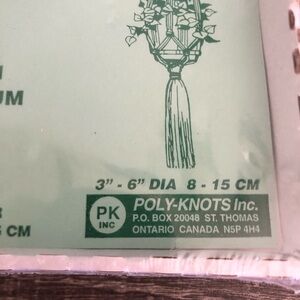 UM
3" - 6" DIA 8 - 15 CM
R
5 CM
PK
INC
POLY-KNOTS Inc.
P.O. BOX 20048 ST. THOMAS
ONTARIO CANADA N5P 4H4